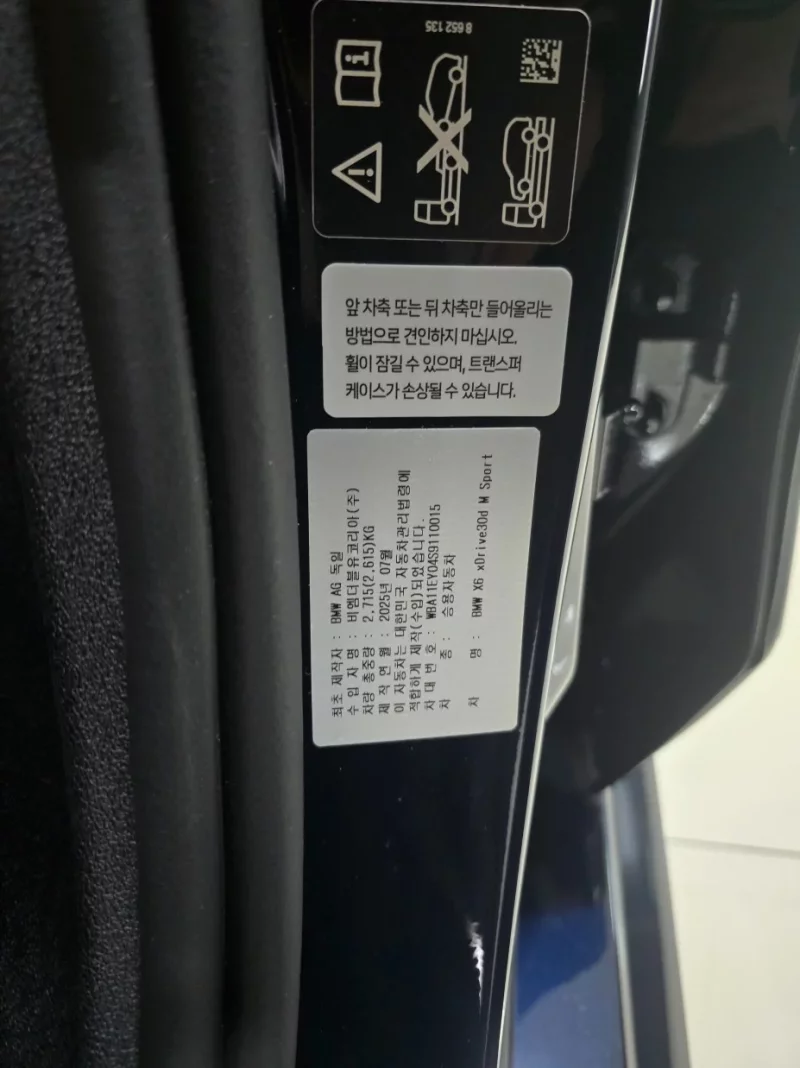 8 652 135
앞 차축 또는 뒤 차축만 들어올리는
방법으로 견인하지 마십시오.
휠이 잠길 수 있으며, 트랜스퍼
케이스가 손상될 수 있습니다.
최초 제작자 : BMW AG 독일
수 입 자 명 : 비엠더블유코리아(주)
차량 총중량 : 2,715(2,615)KG
제 작 연 월 : 2025년 07월
이 자동차는 대한민국 자동차관리법령에
적합하게 제작(수입)되었습니다.
차 대 번 호 : WBA11EY04S9110015
차 종 : 승용자동차
차 명 : BMW X6 xDrive30d M Sport